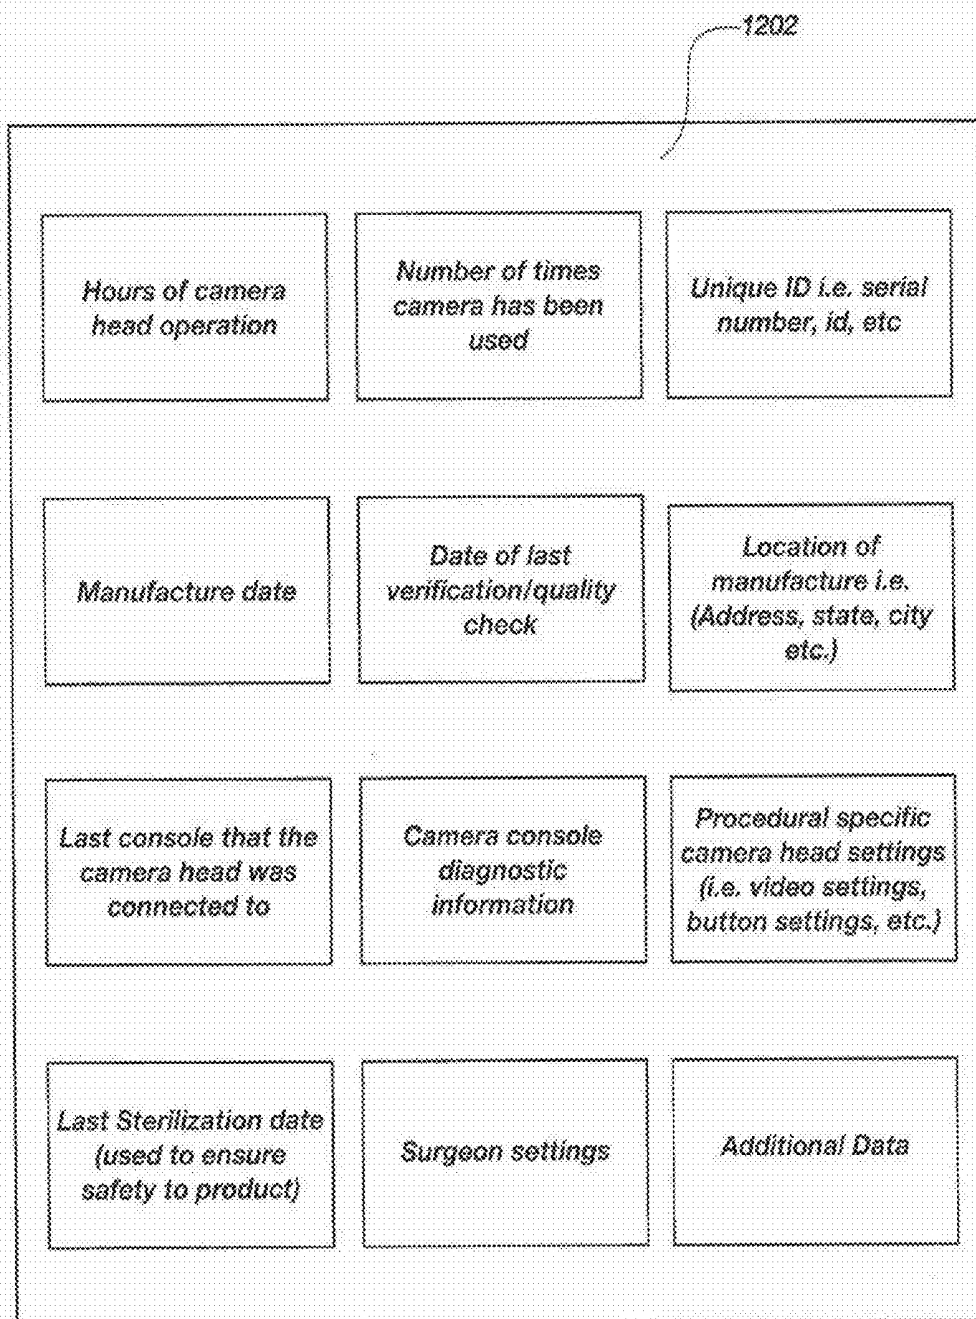 1202
Hours of camera
head operation
Number of times
camera has been
used
Unique ID i.e. serial
number, id, etc
Manufacture date
Date of last
verification/quality
check
Location of
manufacture i.e.
(Address, state, city
etc.)
Last console that the
camera head was
connected to
Camera console
diagnostic
information
Procedural specific
camera head settings
(i.e. video settings,
button settings, etc.)
Last Sterilization date
(used to ensure
safety to product)
Surgeon settings
Additional Data